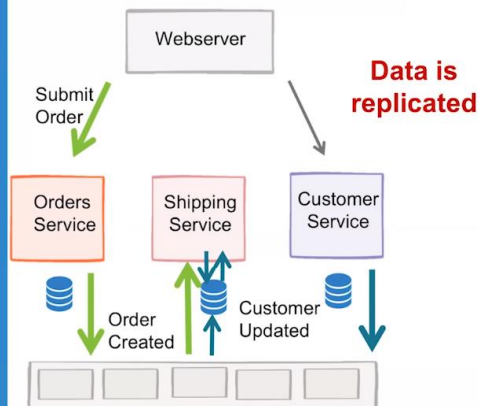 Webserver
Data is
replicated
Submit
Order
Orders
Service
Shipping
Service
Customer
Service
Order
Created
Customer
Updated